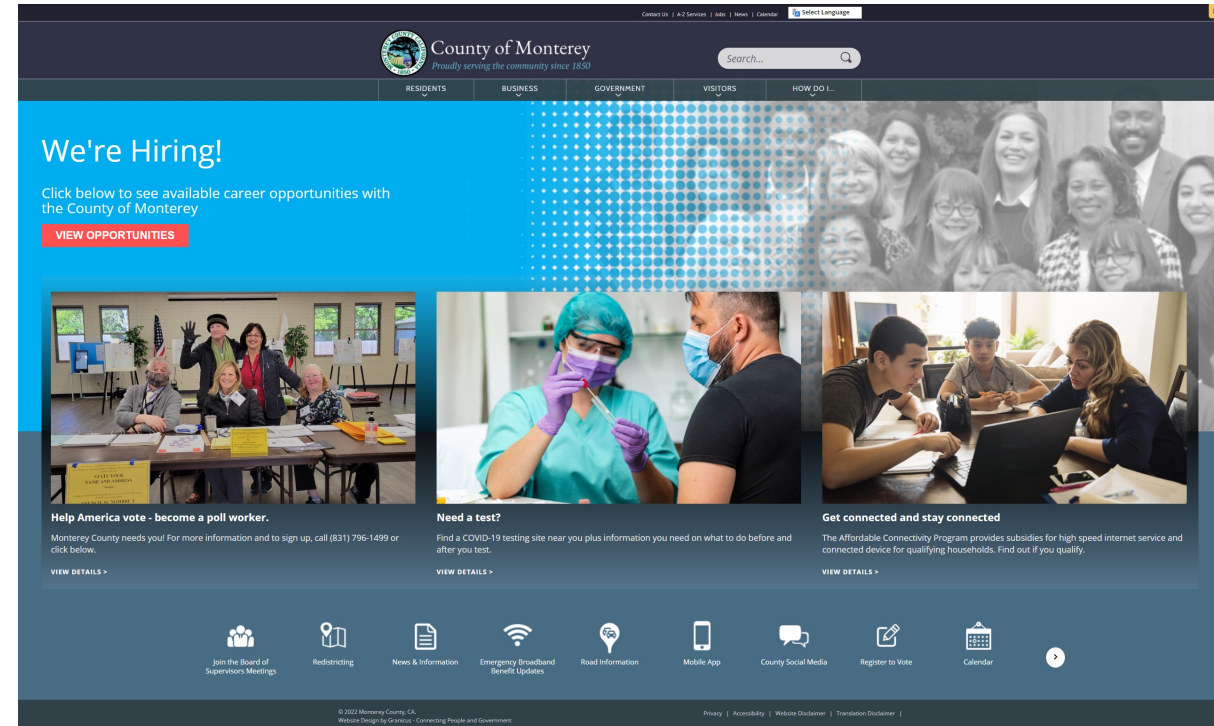 Contact Us | A-Z Services | Jobs | News | Calendar
Select Language
County of Monterey
Proudly serving the community since 1850
Search...
RESIDENTS
BUSINESS
GOVERNMENT
VISITORS
HOW DO I...
We're Hiring!
Click below to see available career opportunities with
the County of Monterey
VIEW OPPORTUNITIES
STATE YOUR
NAME AND ADDRESS
Help America vote - become a poll worker.
Monterey County needs you! For more information and to sign up, call (831) 796-1499 or
click below.
VIEW DETAILS >
Need a test?
Find a COVID-19 testing site near you plus information you need on what to do before and
after you test.
VIEW DETAILS >
Get connected and stay connected
The Affordable Connectivity Program provides subsidies for high speed internet service and
connected device for qualifying households. Find out if you qualify.
VIEW DETAILS >
Join the Board of
Supervisors Meetings
Redistricting
News & Information
Emergency Broadband
Benefit Updates
Road Information
Mobile App
County Social Media
Register to Vote
Calendar
© 2022 Monterey County, CA.
Website Design by Granicus - Connecting People and Government
Privacy | Accessibility | Website Disclaimer | Translation Disclaimer |